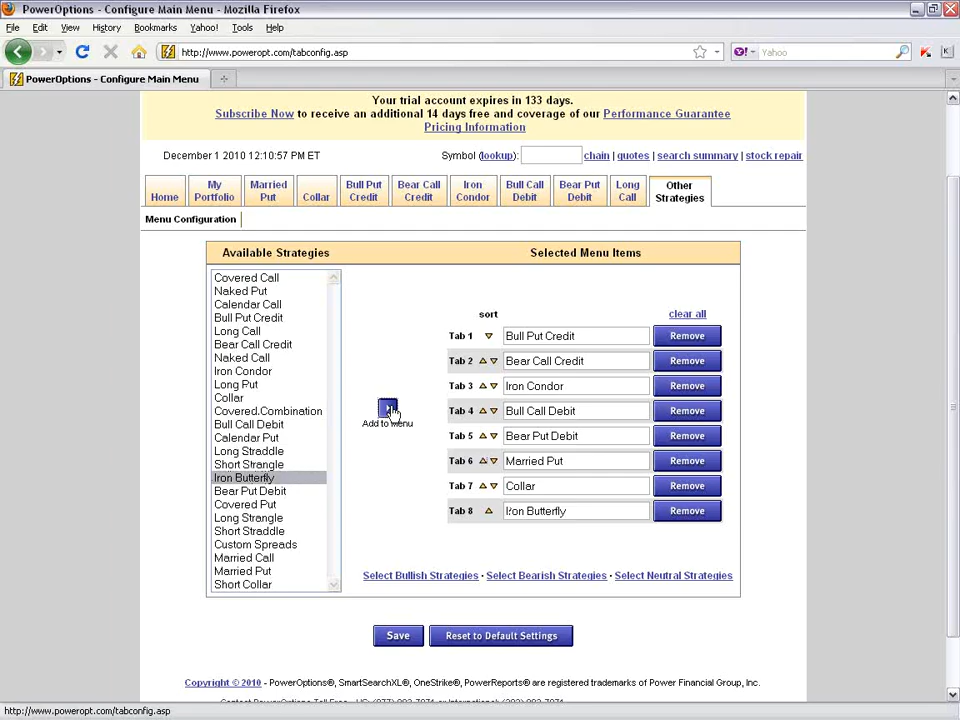 PowerOptions - Configure Main Menu - Mozilla Firefox
File Edit View History Bookmarks Yahoo! Tools Help
http://www.poweropt.com/tabconfig.asp
Yahoo
PowerOptions - Configure Main Menu
Your trial account expires in 133 days.
Subscribe Now to receive an additional 14 days free and coverage of our Performance Guarantee
Pricing Information
December 1 2010 12:10:57 PM ET
Symbol (lookup): chain | quotes | search summary | stock repair
Home My Portfolio Married Put Collar Bull Put Credit Bear Call Credit Iron Condor Bull Call Debit Bear Put Debit Long Call Other Strategies
Menu Configuration
Available Strategies
Covered Call
Naked Put
Calendar Call
Bull Put Credit
Long Call
Bear Call Credit
Naked Call
Iron Condor
Long Put
Collar
Covered.Combination
Bull Call Debit
Calendar Put
Long Straddle
Short Strangle
Iron Butterfly
Bear Put Debit
Covered Put
Long Strangle
Short Straddle
Custom Spreads
Married Call
Married Put
Short Collar
Add to menu
Selected Menu Items
sort clear all
Tab 1 Bull Put Credit Remove
Tab 2 Bear Call Credit Remove
Tab 3 Iron Condor Remove
Tab 4 Bull Call Debit Remove
Tab 5 Bear Put Debit Remove
Tab 6 Married Put Remove
Tab 7 Collar Remove
Tab 8 Iron Butterfly Remove
Select Bullish Strategies · Select Bearish Strategies · Select Neutral Strategies
Save Reset to Default Settings
Copyright © 2010 - PowerOptions®, SmartSearchXL®, OneStrike®, PowerReports® are registered trademarks of Power Financial Group, Inc.
http://www.poweropt.com/tabconfig.asp